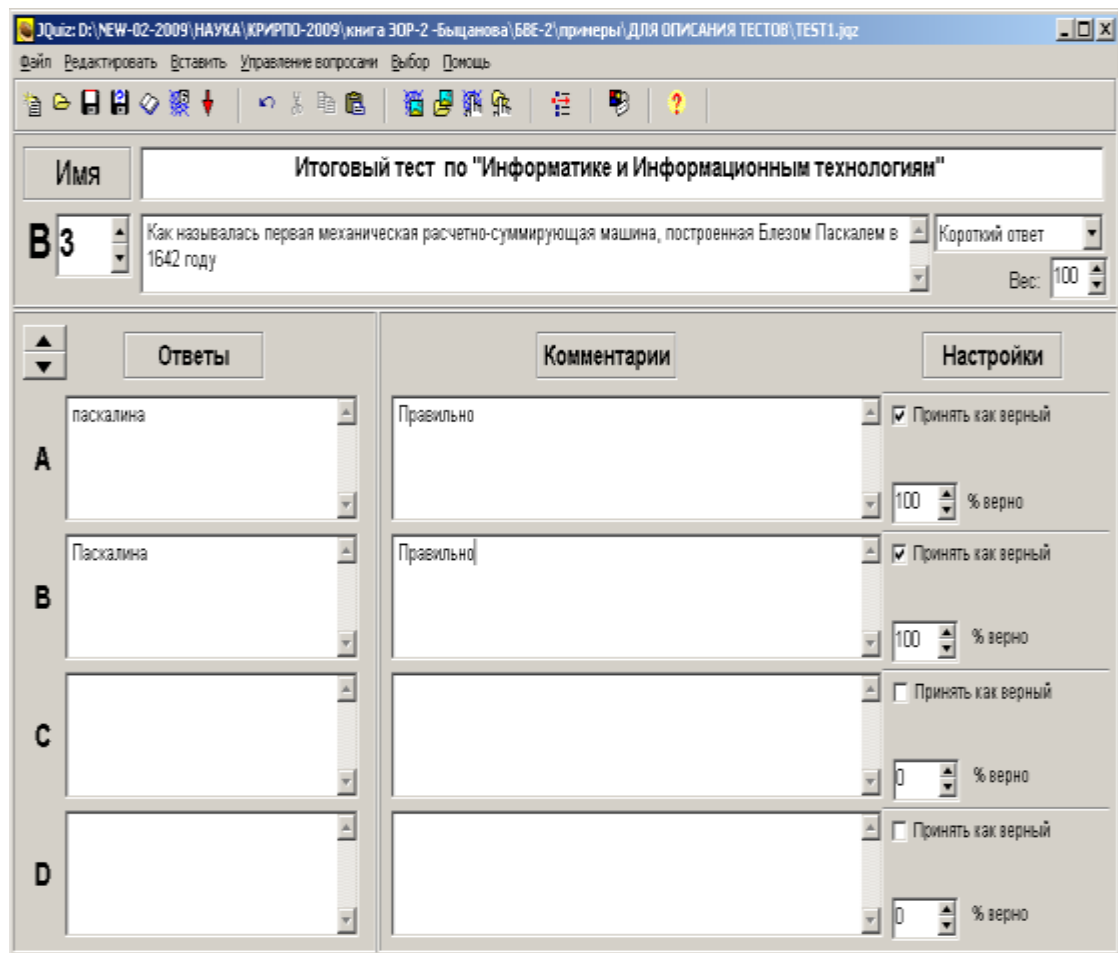 JQuiz: D:\NEW-02-2009\НАУКА\КРИРПО-2009\книга ЭОР-2 -Быцанова\БВЕ-2\примеры\ДЛЯ ОПИСАНИЯ ТЕСТОВ\TEST1.jqz
Файл Редактировать Вставить Управление вопросами Выбор Помощь
Имя
Итоговый тест по "Информатике и Информационным технологиям"
В 3
Как называлась первая механическая расчетно-суммирующая машина, построенная Блезом Паскалем в
1642 году
Короткий ответ
Вес: 100
Ответы Комментарии Настройки
A
паскалина
Правильно
Принять как верный
100 % верно
B
Паскалина
Правильно
Принять как верный
100 % верно
C
Принять как верный
0 % верно
D
Принять как верный
0 % верно